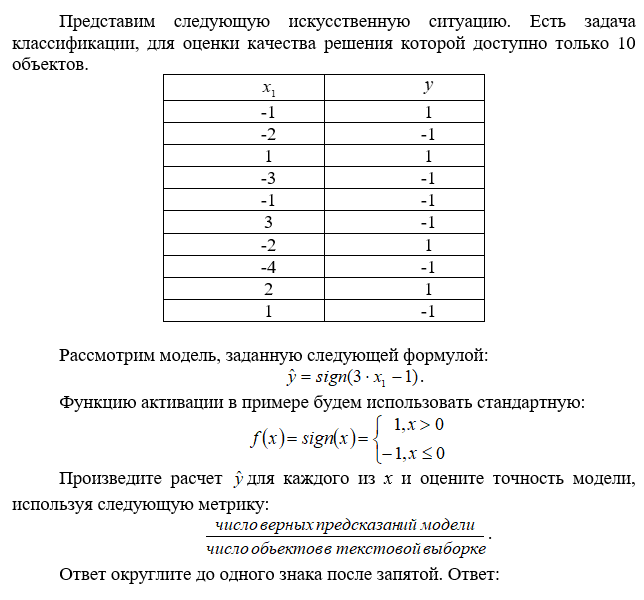 Представим следующую искусственную ситуацию. Есть задача
классификации, для оценки качества решения которой доступно только 10
объектов.
x₁ y
-1 1
-2 -1
1 1
-3 -1
-1 -1
3 -1
-2 1
-4 -1
2 1
1 -1
Рассмотрим модель, заданную следующей формулой:
ŷ = sign(3 · x₁ − 1).
Функцию активации в примере будем использовать стандартную:
f(x) = sign(x) = { 1, x > 0
−1, x ≤ 0
Произведите расчет ŷ для каждого из x и оцените точность модели,
используя следующую метрику:
число верных предсказаний модели
число объектов в текстовой выборке .
Ответ округлите до одного знака после запятой. Ответ: